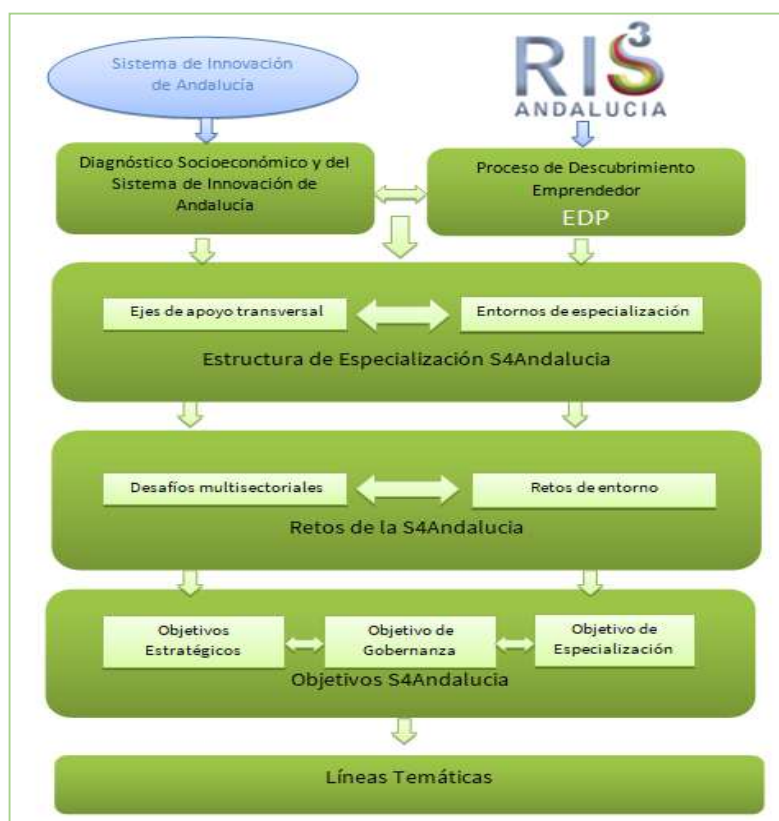 Sistema de Innovación
de Andalucía
RIS3
ANDALUCIA
Diagnóstico Socioeconómico y del
Sistema de Innovación de
Andalucía
Proceso de Descubrimiento
Emprendedor
EDP
Ejes de apoyo transversal
Entornos de especialización
Estructura de Especialización S4Andalucia
Desafíos multisectoriales
Retos de entorno
Retos de la S4Andalucia
Objetivos
Estratégicos
Objetivo de
Gobernanza
Objetivo de
Especialización
Objetivos S4Andalucia
Líneas Temáticas